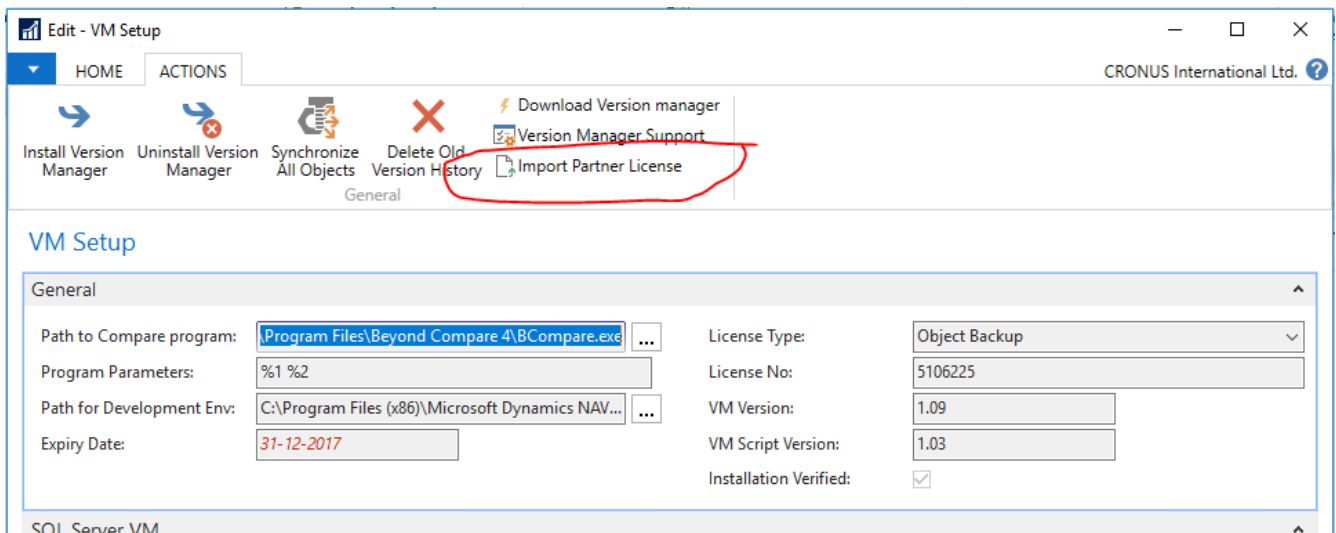 Edit - VM Setup
HOME ACTIONS CRONUS International Ltd. ?
Install Version Manager
Uninstall Version Manager
Synchronize All Objects
Delete Old Version History
Download Version manager
Version Manager Support
Import Partner License
General
VM Setup
General
Path to Compare program: \Program Files\Beyond Compare 4\BCompare.exe ...
License Type: Object Backup
Program Parameters: %1 %2
License No: 5106225
Path for Development Env: C:\Program Files (x86)\Microsoft Dynamics NAV... ...
VM Version: 1.09
Expiry Date: 31-12-2017
VM Script Version: 1.03
Installation Verified:
SQL Server VM